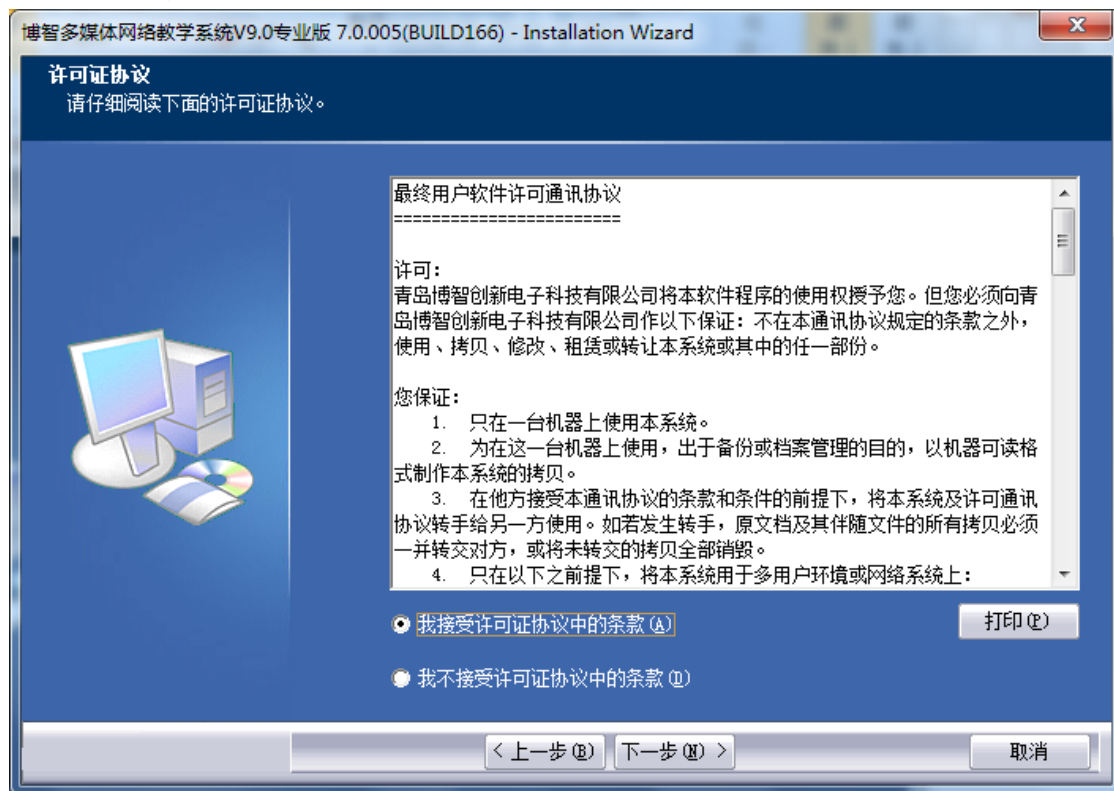 博智多媒体网络教学系统V9.0专业版 7.0.005(BUILD166) - Installation Wizard
许可证协议
请仔细阅读下面的许可证协议。
最终用户软件许可通讯协议
========================
许可:
青岛博智创新电子科技有限公司将本软件程序的使用权授予您。但您必须向青
岛博智创新电子科技有限公司作以下保证: 不在本通讯协议规定的条款之外,
使用、拷贝、修改、租赁或转让本系统或其中的任一部份。
您保证:
1. 只在一台机器上使用本系统。
2. 为在这一台机器上使用,出于备份或档案管理的目的,以机器可读格
式制作本系统的拷贝。
3. 在他方接受本通讯协议的条款和条件的前提下,将本系统及许可通讯
协议转手给另一方使用。如若发生转手,原文档及其伴随文件的所有拷贝必须
一并转交对方,或将未转交的拷贝全部销毁。
4. 只在以下之前提下,将本系统用于多用户环境或网络系统上:
我接受许可证协议中的条款(A)
打印(P)
我不接受许可证协议中的条款(D)
< 上一步(B)
下一步(N) >
取消